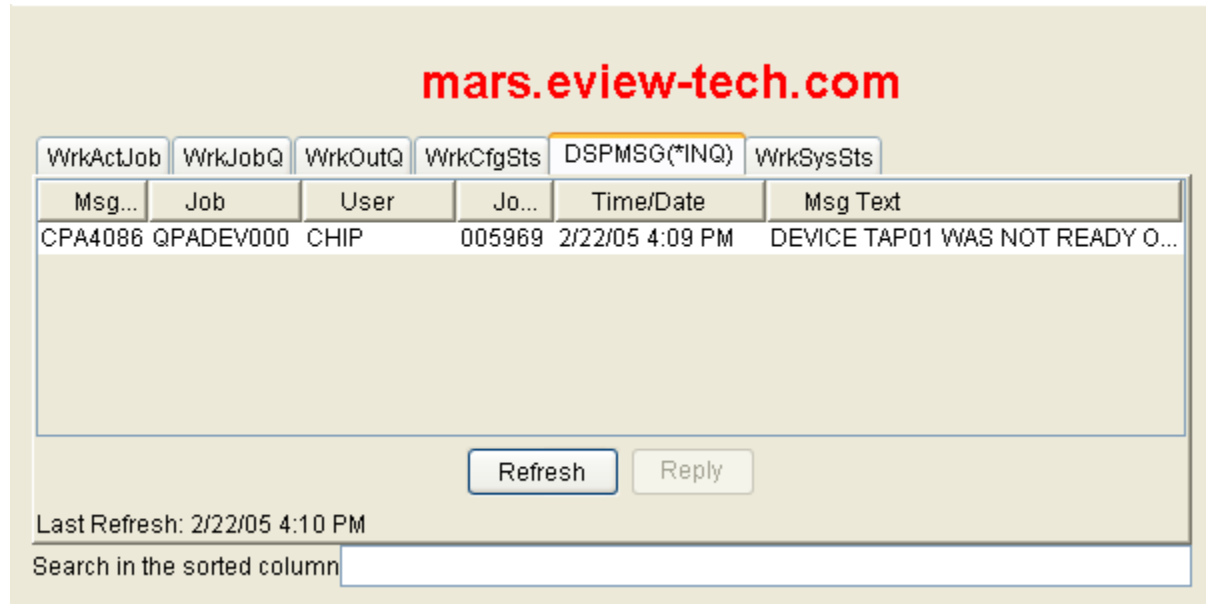 mars.eview-tech.com
WrkActJob WrkJobQ WrkOutQ WrkCfgSts DSPMSG(*INQ) WrkSysSts
Msg... Job User Jo... Time/Date Msg Text
CPA4086 QPADEV000 CHIP 005969 2/22/05 4:09 PM DEVICE TAP01 WAS NOT READY O...
Refresh Reply
Last Refresh: 2/22/05 4:10 PM
Search in the sorted column